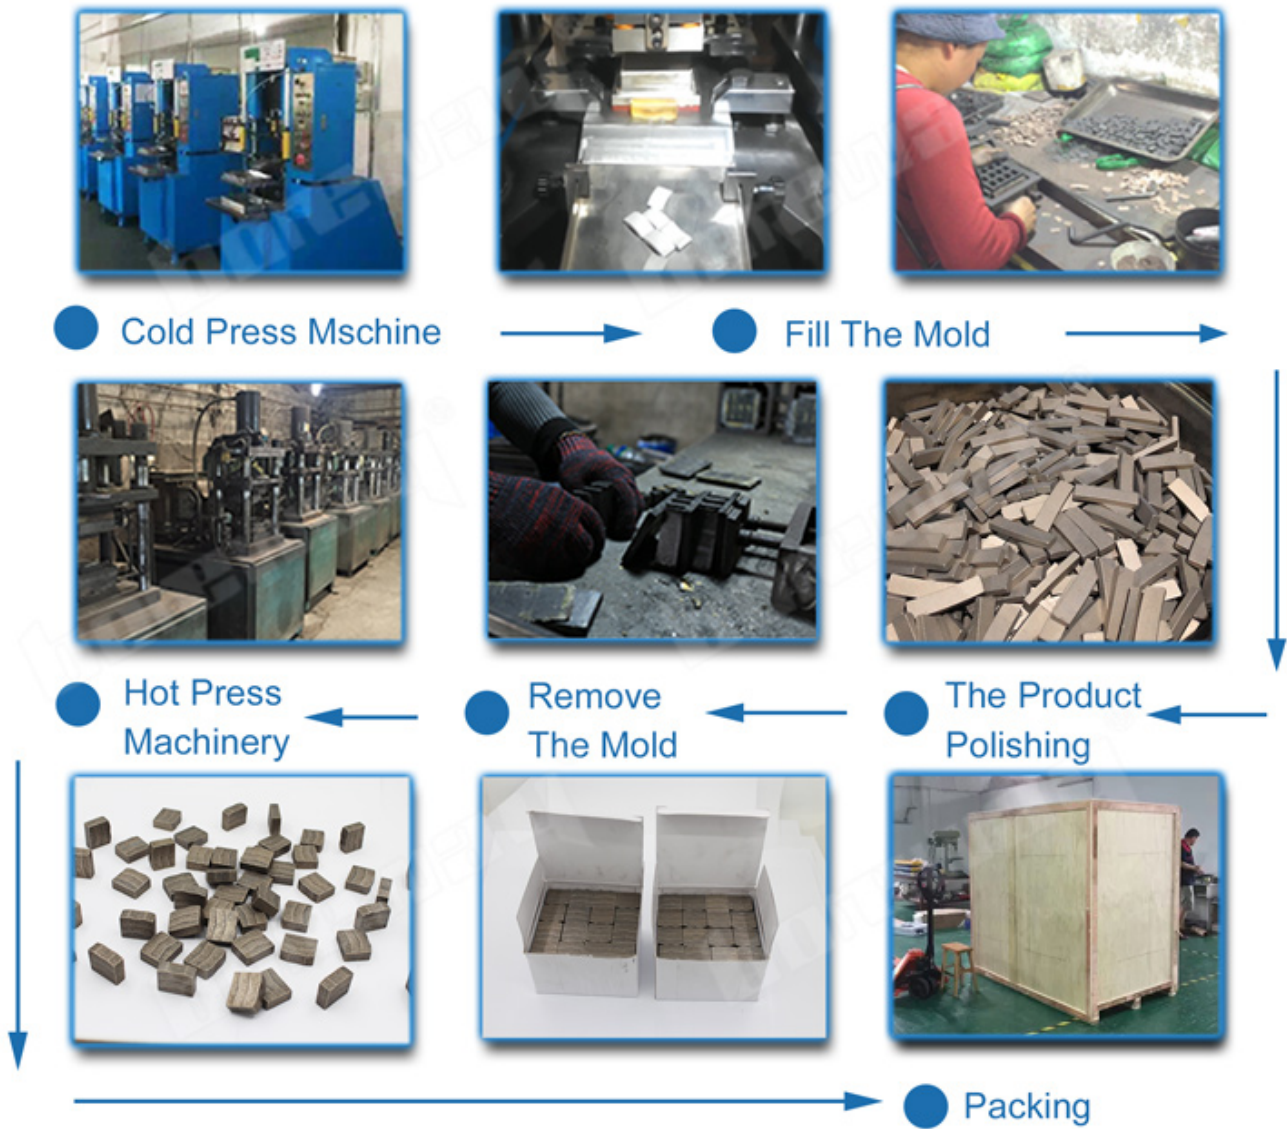 Cold Press Mschine
Fill The Mold
Hot Press
Machinery
Remove
The Mold
The Product
Polishing
Packing